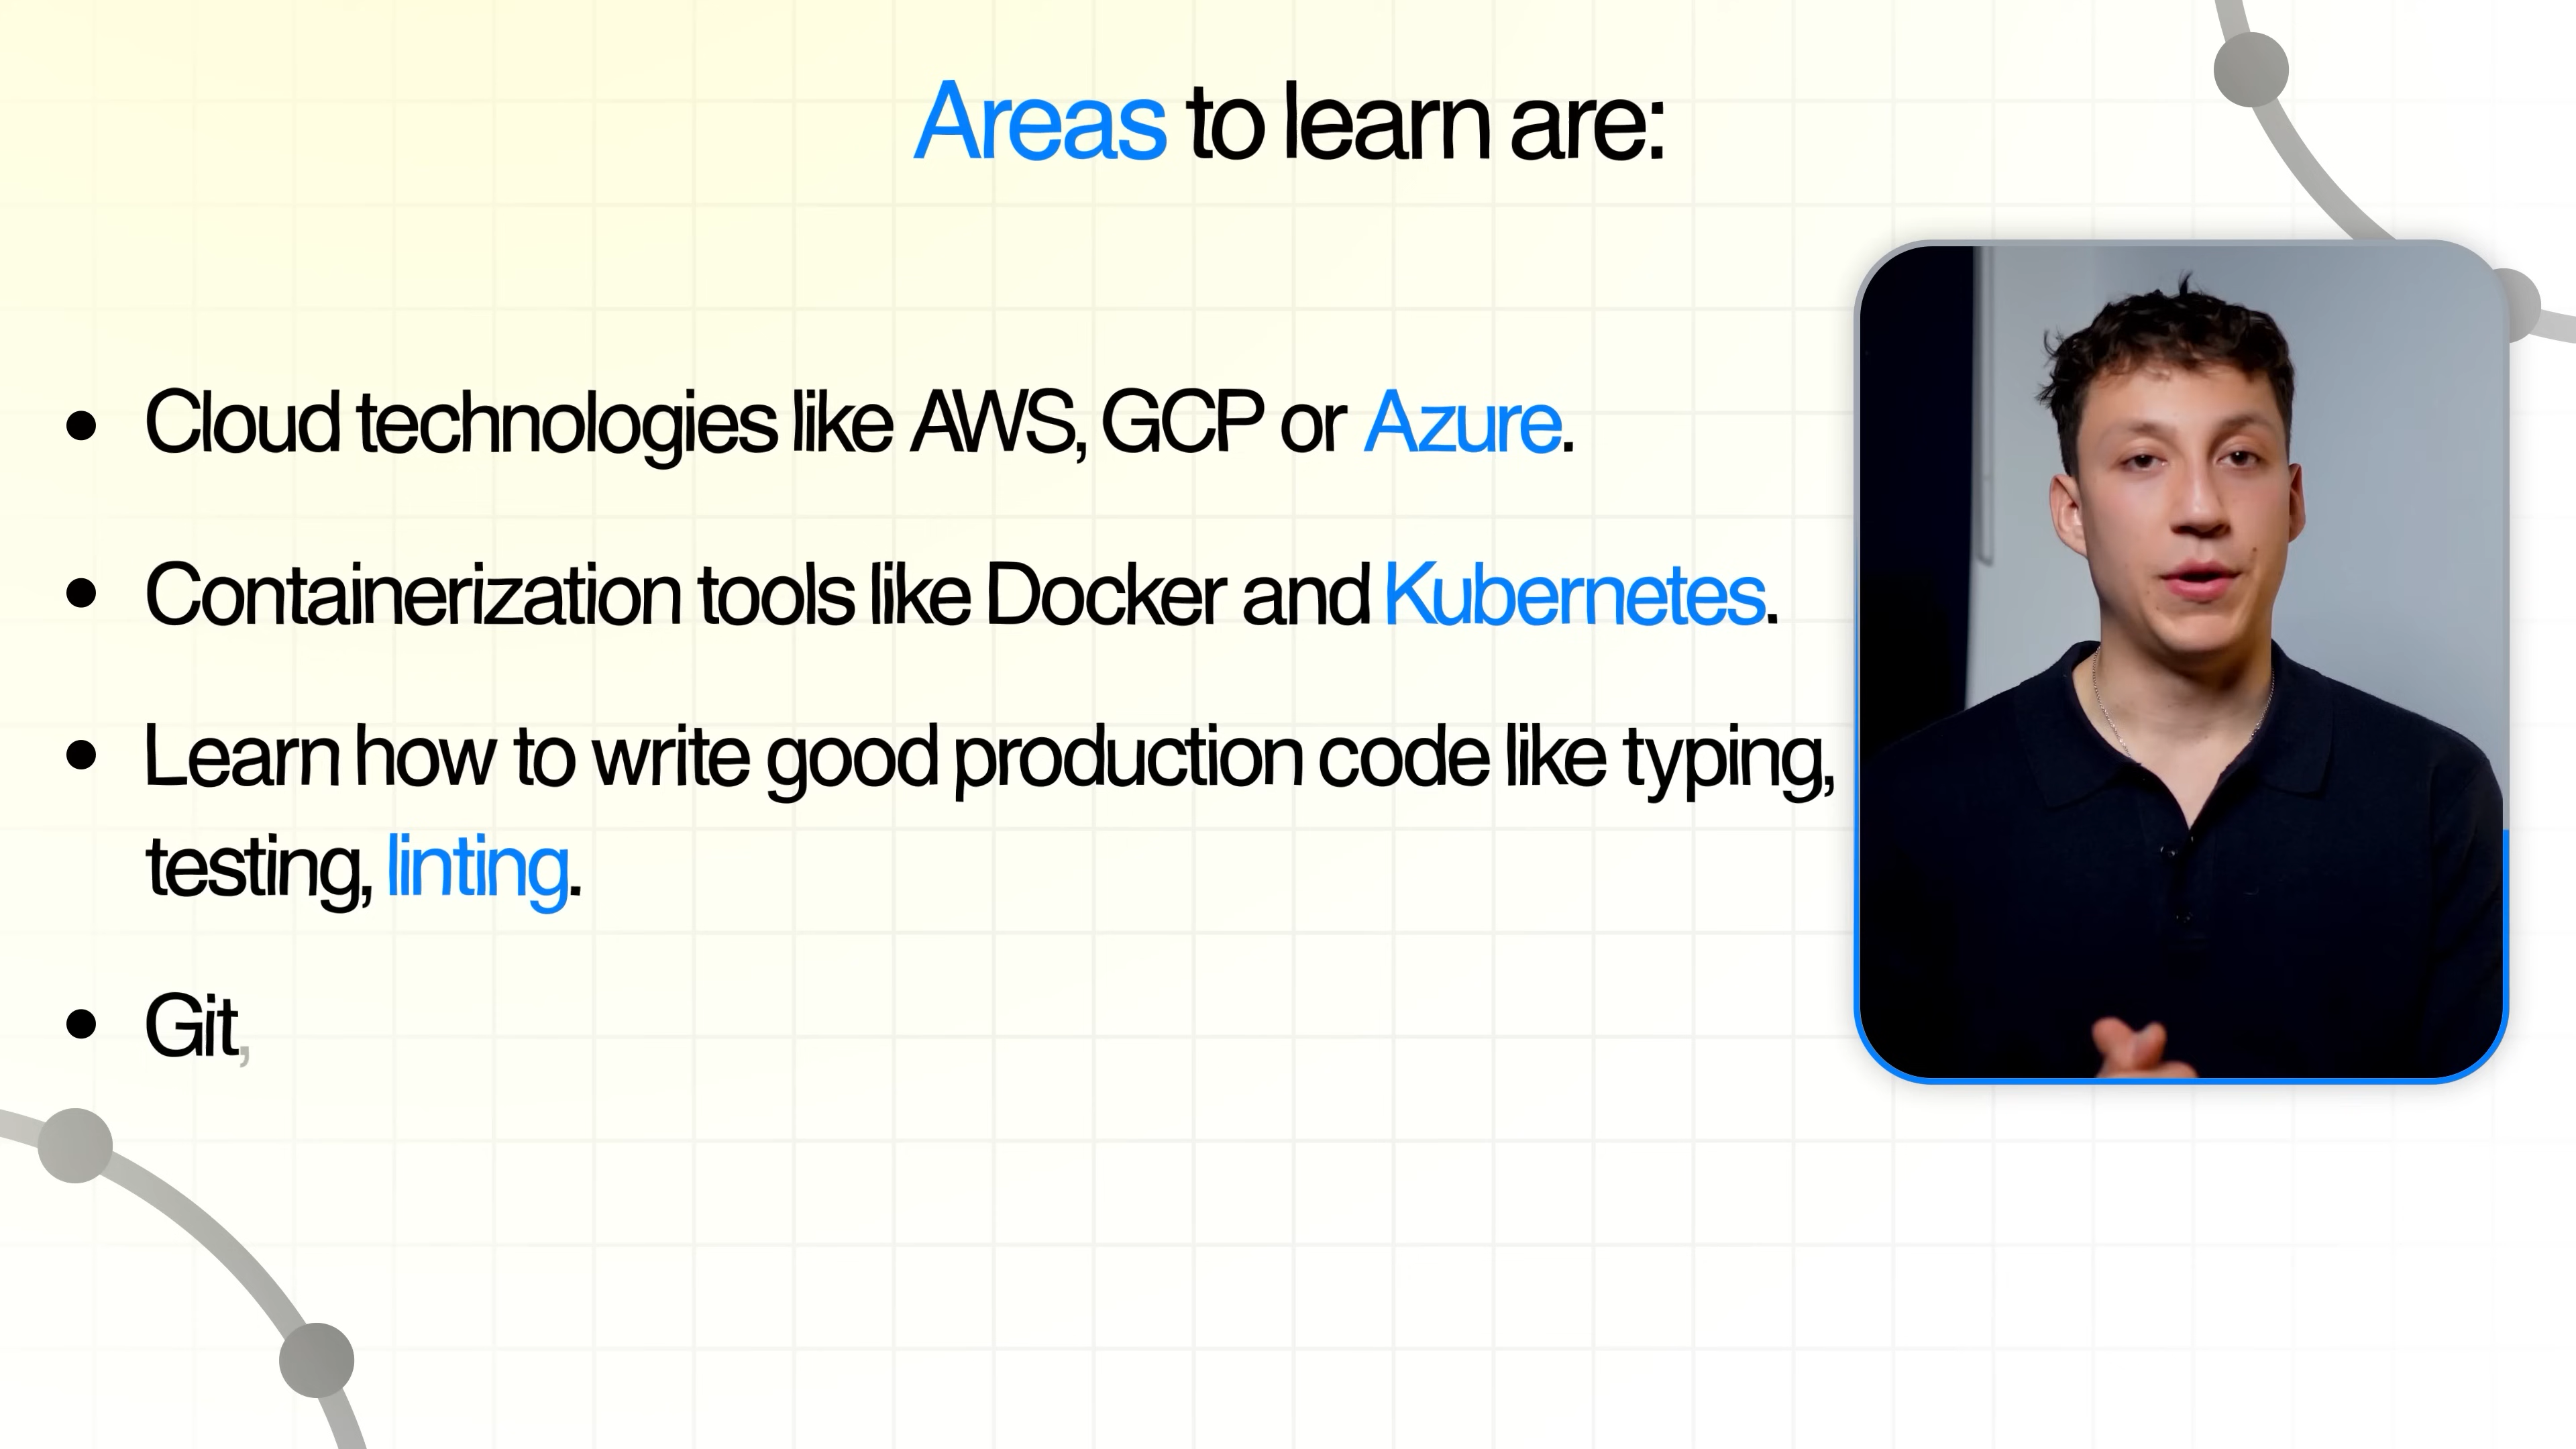 Areas to learn are:
• Cloud technologies like AWS, GCP or Azure.
• Containerization tools like Docker and Kubernetes.
• Learn how to write good production code like typing,
testing, linting.
• Git,